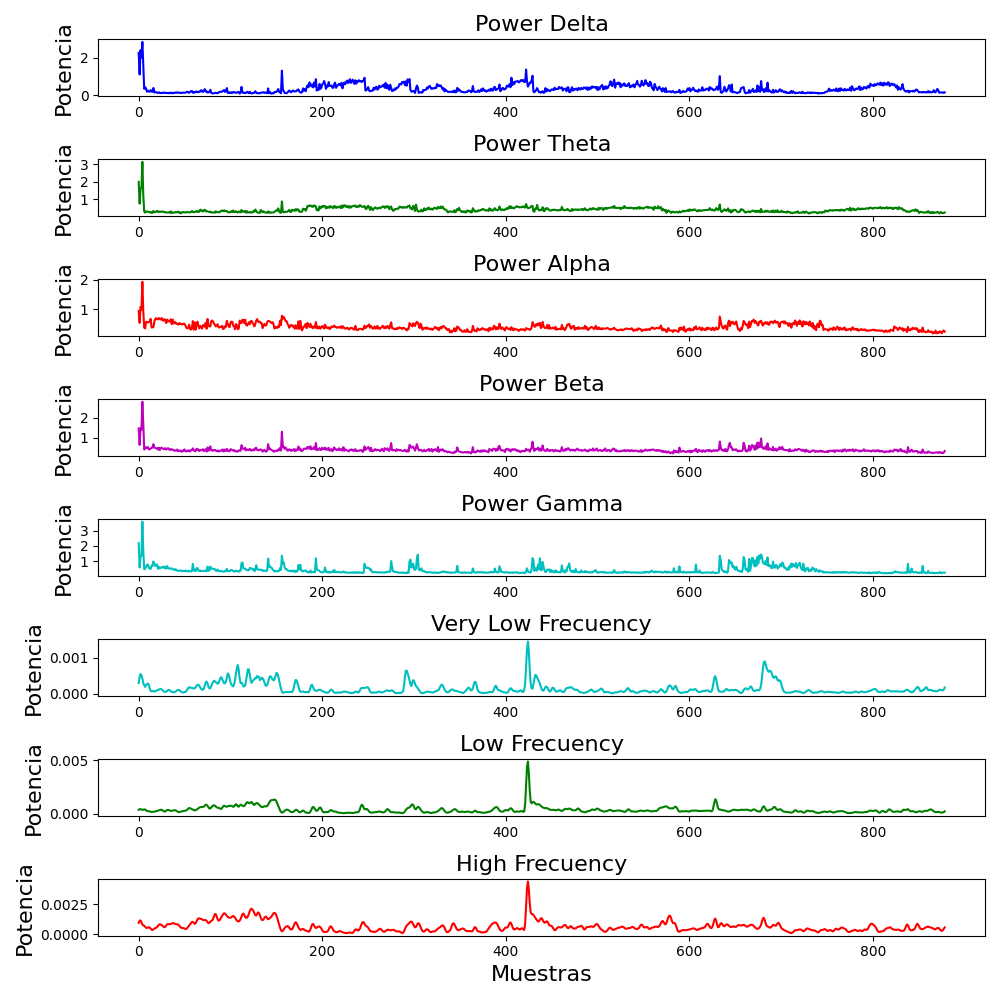 Power Delta
Potencia
2
0
0 200 400 600 800
Power Theta
Potencia
3
2
1
0 200 400 600 800
Power Alpha
Potencia
2
1
0 200 400 600 800
Power Beta
Potencia
2
1
0 200 400 600 800
Power Gamma
Potencia
3
2
1
0 200 400 600 800
Very Low Frecuency
Potencia
0.001
0.000
0 200 400 600 800
Low Frecuency
Potencia
0.005
0.000
0 200 400 600 800
High Frecuency
Potencia
0.0025
0.0000
0 200 400 600 800
Muestras